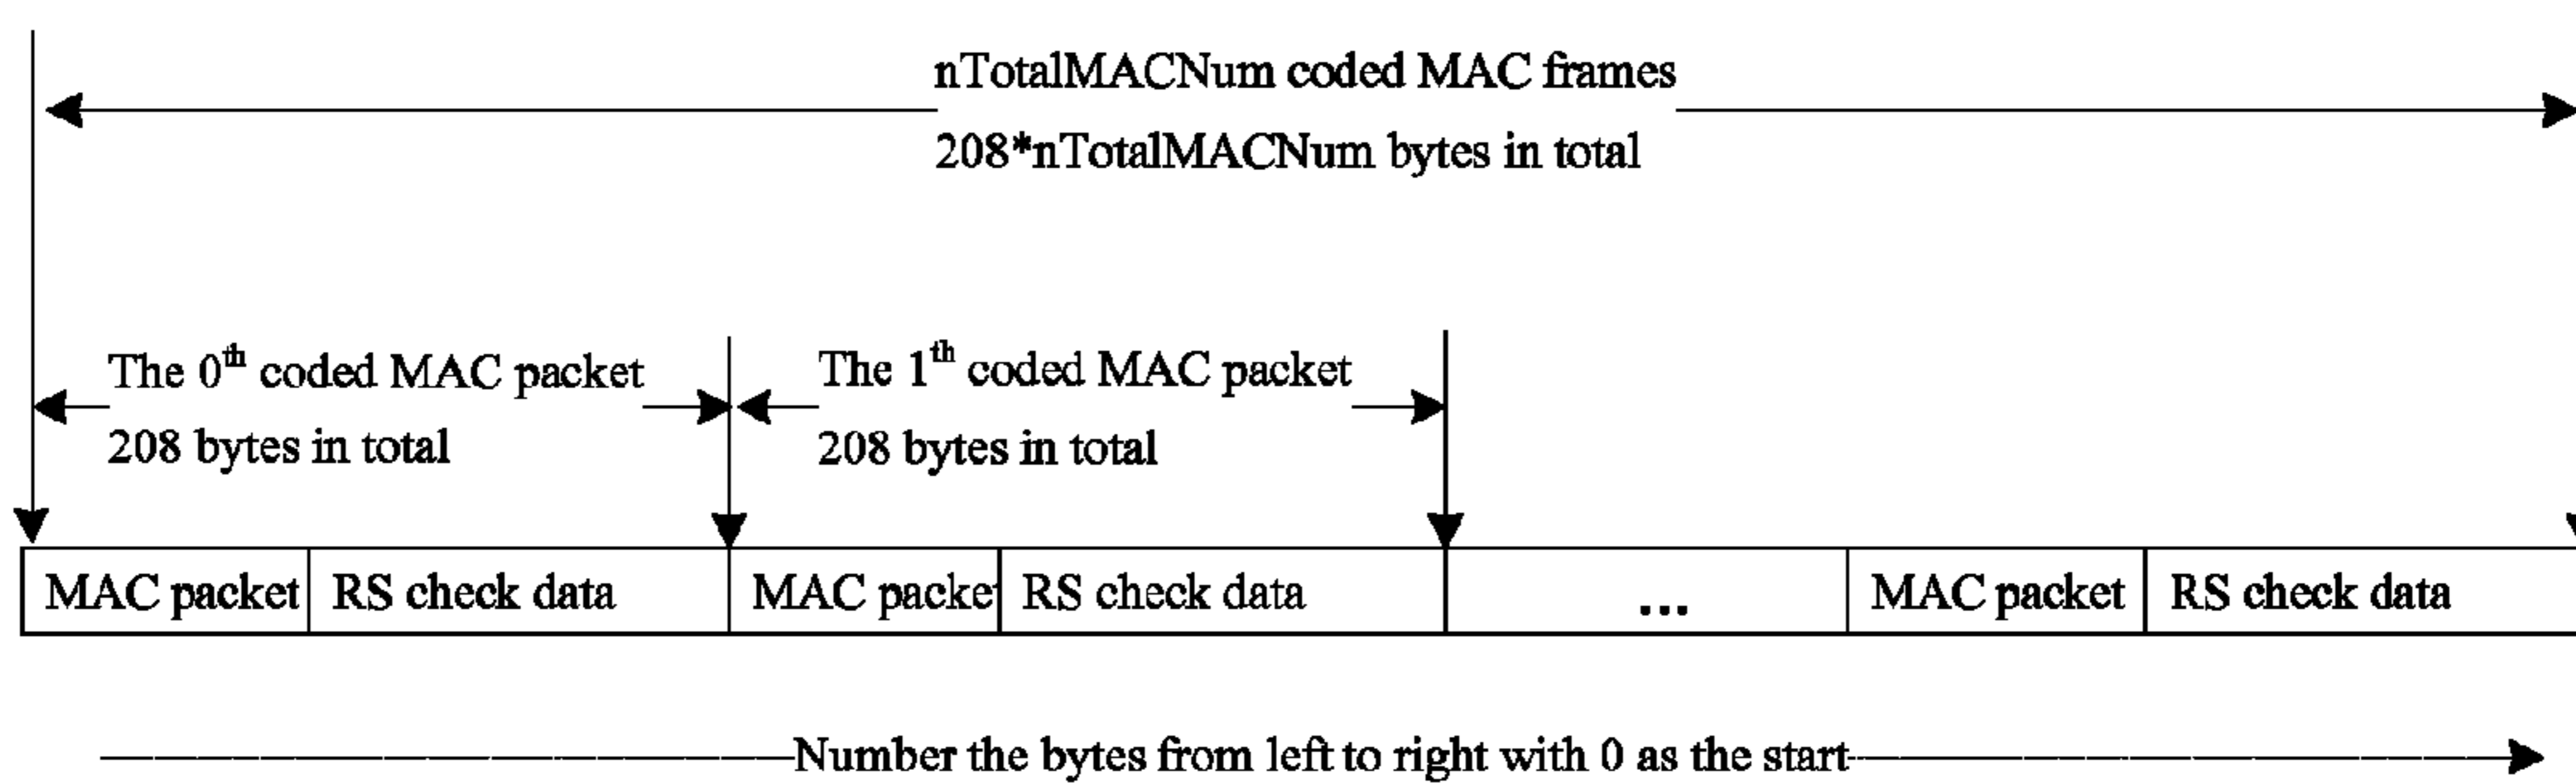 nTotalMACNum coded MAC frames
208*nTotalMACNum bytes in total
The 0th coded MAC packet
208 bytes in total
The 1th coded MAC packet
208 bytes in total
MAC packet RS check data MAC packet RS check data ... MAC packet RS check data
Number the bytes from left to right with 0 as the start